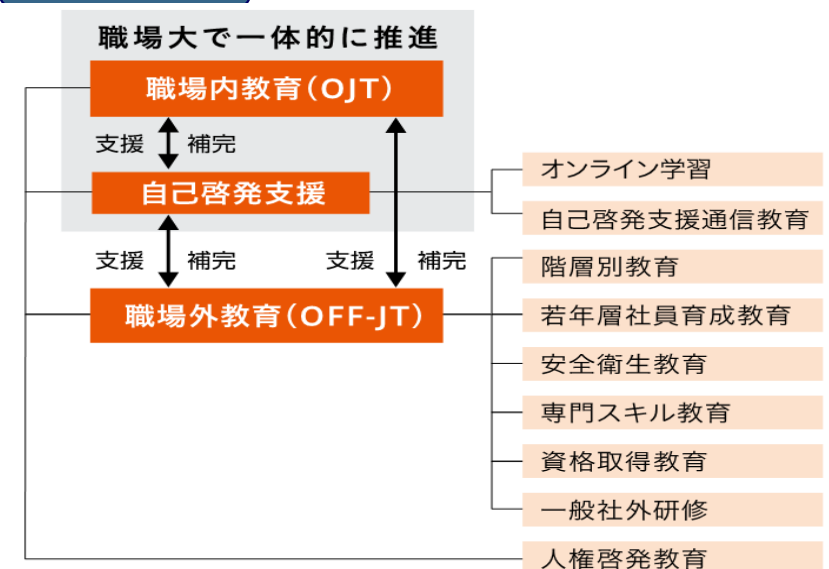 職場大で一体的に推進
職場内教育(OJT)
支援 補完
自己啓発支援
オンライン学習
自己啓発支援通信教育
支援 補完 支援 補完
職場外教育(OFF-JT)
階層別教育
若年層社員育成教育
安全衛生教育
専門スキル教育
資格取得教育
一般社外研修
人権啓発教育